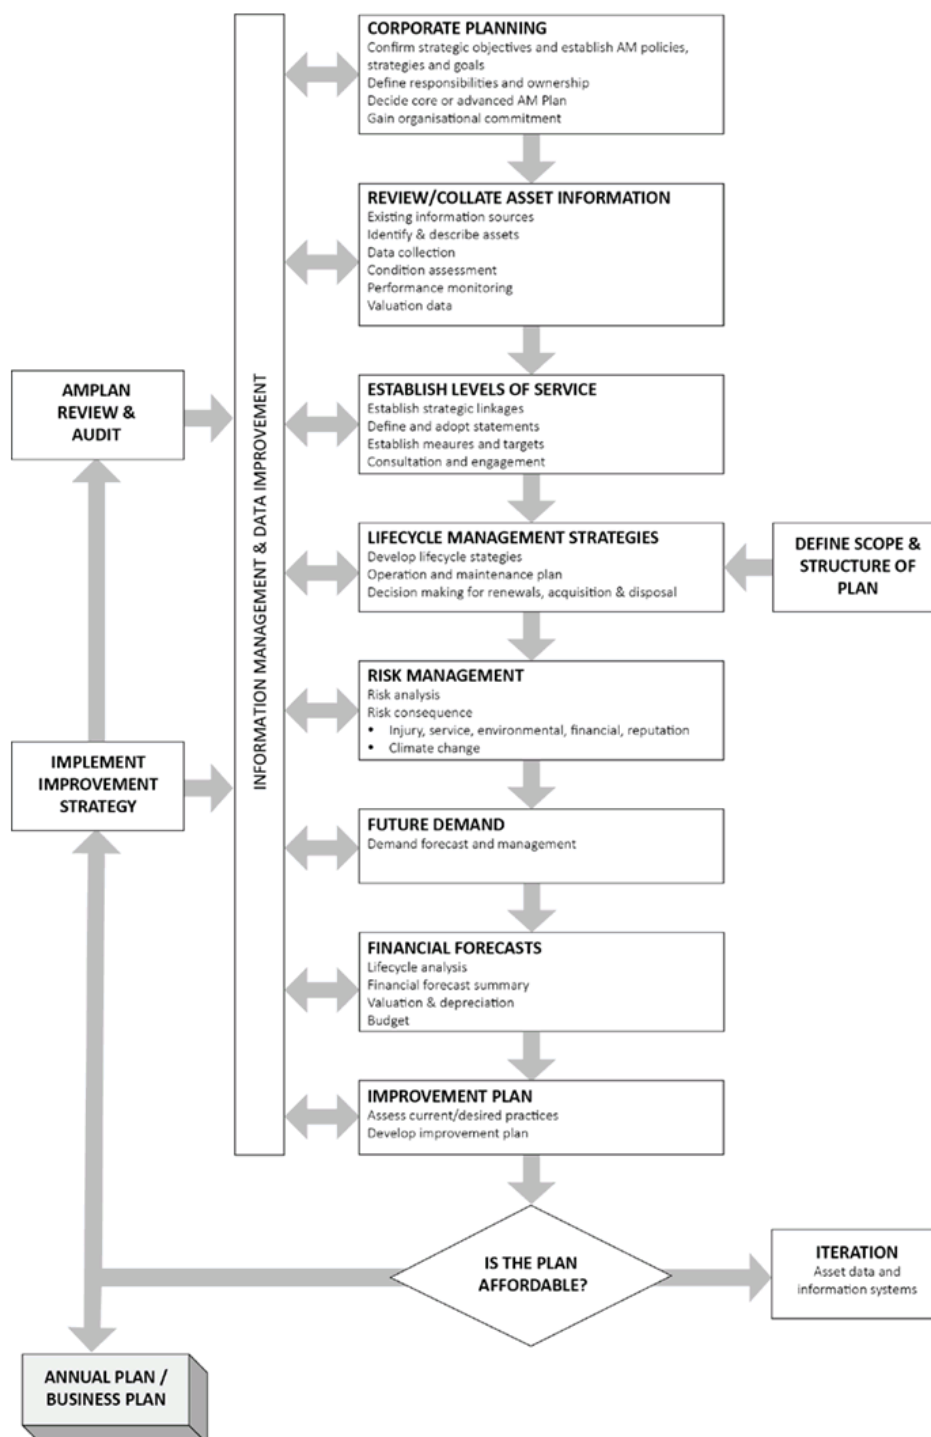 CORPORATE PLANNING
Confirm strategic objectives and establish AM policies,
strategies and goals
Define responsibilities and ownership
Decide core or advanced AM Plan
Gain organisational commitment
REVIEW/COLLATE ASSET INFORMATION
Existing information sources
Identify & describe assets
Data collection
Condition assessment
Performance monitoring
Valuation data
INFORMATION MANAGEMENT & DATA IMPROVEMENT
AMPLAN
REVIEW &
AUDIT
ESTABLISH LEVELS OF SERVICE
Establish strategic linkages
Define and adopt statements
Establish meaures and targets
Consultation and engagement
LIFECYCLE MANAGEMENT STRATEGIES
Develop lifecycle stategies
Operation and maintenance plan
Decision making for renewals, acquisition & disposal
DEFINE SCOPE &
STRUCTURE OF
PLAN
RISK MANAGEMENT
Risk analysis
Risk consequence
• Injury, service, environmental, financial, reputation
• Climate change
IMPLEMENT
IMPROVEMENT
STRATEGY
FUTURE DEMAND
Demand forecast and management
FINANCIAL FORECASTS
Lifecycle analysis
Financial forecast summary
Valuation & depreciation
Budget
IMPROVEMENT PLAN
Assess current/desired practices
Develop improvement plan
IS THE PLAN
AFFORDABLE?
ITERATION
Asset data and
information systems
ANNUAL PLAN /
BUSINESS PLAN